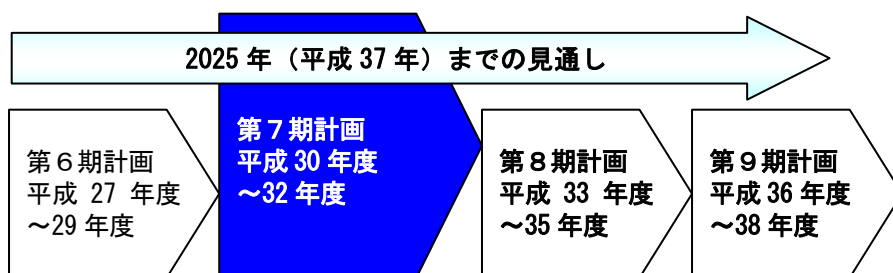 2025 年（平成 37 年）までの見通し
第６期計画
平成 27 年度
～29 年度
第７期計画
平成 30 年度
～32 年度
第８期計画
平成 33 年度
～35 年度
第９期計画
平成 36 年度
～38 年度